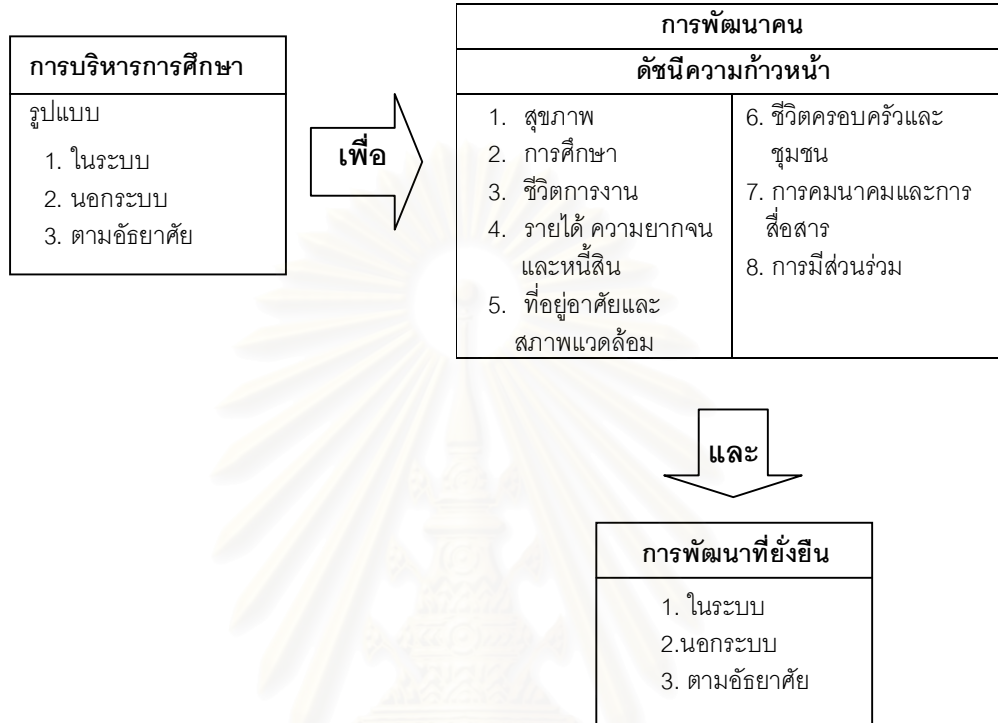 การบริหารการศึกษา
รูปแบบ
1. ในระบบ
2. นอกระบบ
3. ตามอัธยาศัย
เพื่อ
การพัฒนาคน
ดัชนีความก้าวหน้า
1. สุขภาพ
2. การศึกษา
3. ชีวิตการงาน
4. รายได้ ความยากจน
และหนี้สิน
5. ที่อยู่อาศัยและ
สภาพแวดล้อม
6. ชีวิตครอบครัวและ
ชุมชน
7. การคมนาคมและการ
สื่อสาร
8. การมีส่วนร่วม
และ
การพัฒนาที่ยั่งยืน
1. ในระบบ
2.นอกระบบ
3. ตามอัธยาศัย